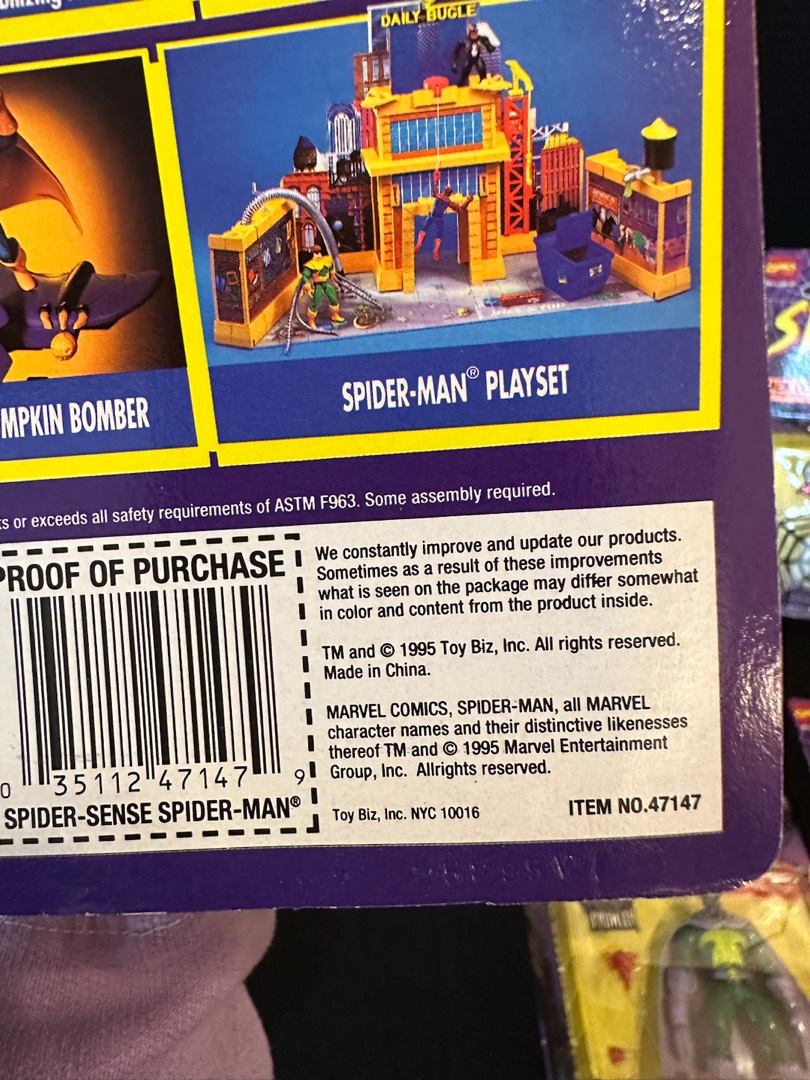 DAILY BUGLE
MPKIN BOMBER
SPIDER-MAN® PLAYSET
ts or exceeds all safety requirements of ASTM F963. Some assembly required.
PROOF OF PURCHASE
0 35112 47147 9
SPIDER-SENSE SPIDER-MAN®
We constantly improve and update our products.
Sometimes as a result of these improvements
what is seen on the package may differ somewhat
in color and content from the product inside.
TM and © 1995 Toy Biz, Inc. All rights reserved.
Made in China.
MARVEL COMICS, SPIDER-MAN, all MARVEL
character names and their distinctive likenesses
thereof TM and © 1995 Marvel Entertainment
Group, Inc. Allrights reserved.
Toy Biz, Inc. NYC 10016
ITEM NO.47147
PROWLER